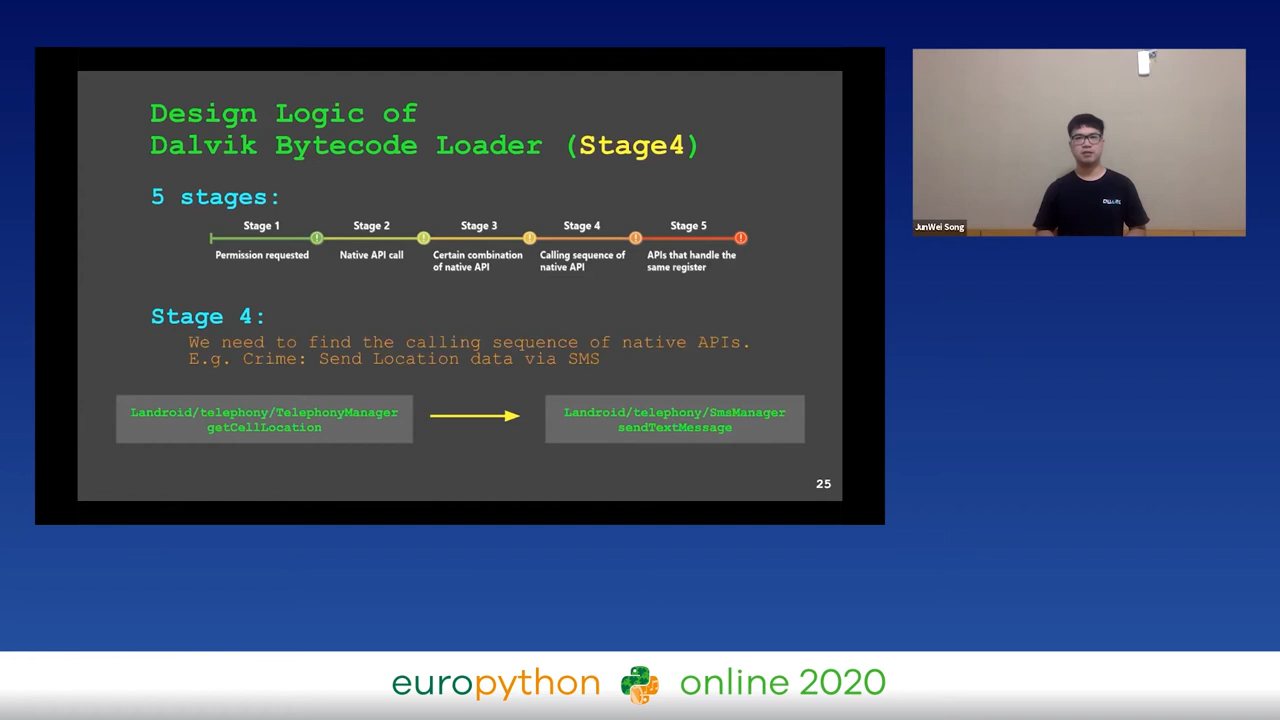 Design Logic of
Dalvik Bytecode Loader (Stage4)
5 stages:
Stage 1
Stage 2
Stage 3
Stage 4
Stage 5
Permission requested
Native API call
Certain combination
of native API
Calling sequence of
native API
APIs that handle the
same register
Stage 4:
We need to find the calling sequence of native APIs.
E.g. Crime: Send Location data via SMS
Landroid/telephony/TelephonyManager
getCellLocation
Landroid/telephony/SmsManager
sendTextMessage
25
JunWei Song
europython online 2020